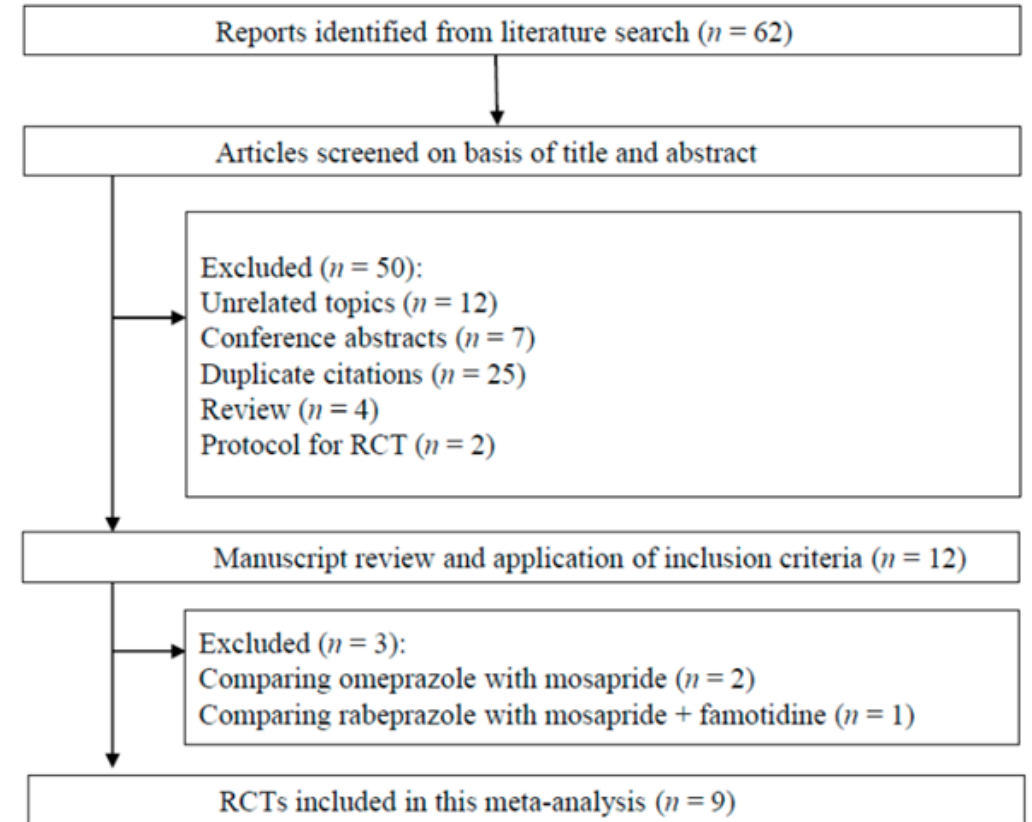 Reports identified from literature search (n = 62)
Articles screened on basis of title and abstract
Excluded (n = 50):
Unrelated topics (n = 12)
Conference abstracts (n = 7)
Duplicate citations (n = 25)
Review (n = 4)
Protocol for RCT (n = 2)
Manuscript review and application of inclusion criteria (n = 12)
Excluded (n = 3):
Comparing omeprazole with mosapride (n = 2)
Comparing rabeprazole with mosapride + famotidine (n = 1)
RCTs included in this meta-analysis (n = 9)